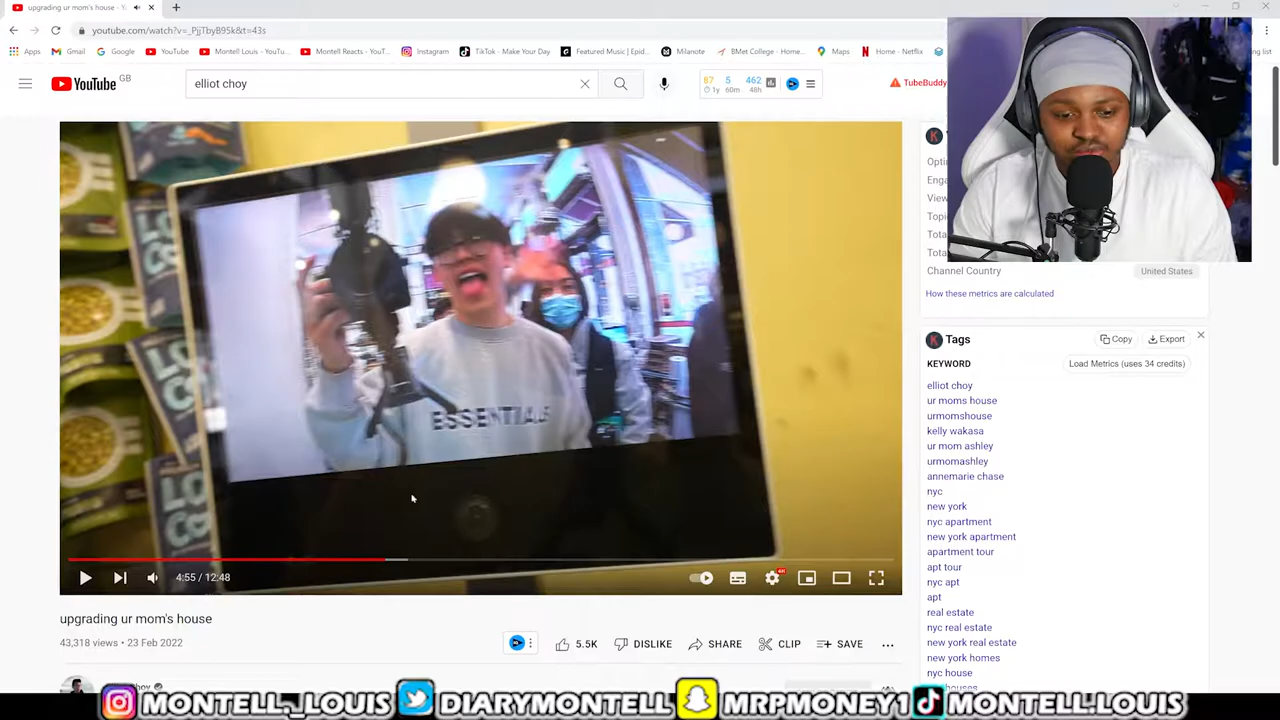 upgrading ur mom's house - Y
youtube.com/watch?v=_PjjTbyB95k&t=43s
Apps
Gmail
Google
YouTube
Montell Louis - YouTu...
Montell Reacts - YouT...
Instagram
TikTok - Make Your Day
Featured Music | Epid...
Milanote
BMet College - Home...
Maps
Home - Netflix
YouTube GB
elliot choy
87 5 462
1y 60m 48h
TubeBuddy
ESSENTIALS
4:55 / 12:48
upgrading ur mom's house
43,318 views • 23 Feb 2022
5.5K
DISLIKE
SHARE
CLIP
SAVE
Channel Country
United States
How these metrics are calculated
Tags
Copy
Export
KEYWORD
Load Metrics (uses 34 credits)
elliot choy
ur moms house
urmomshouse
kelly wakasa
ur mom ashley
urmomashley
annemarie chase
nyc
new york
nyc apartment
new york apartment
apartment tour
apt tour
nyc apt
apt
real estate
nyc real estate
new york real estate
new york homes
nyc house
MONTELL_LOUIS
DIARYMONTELL
MRPMONEY1
MONTELL.LOUIS